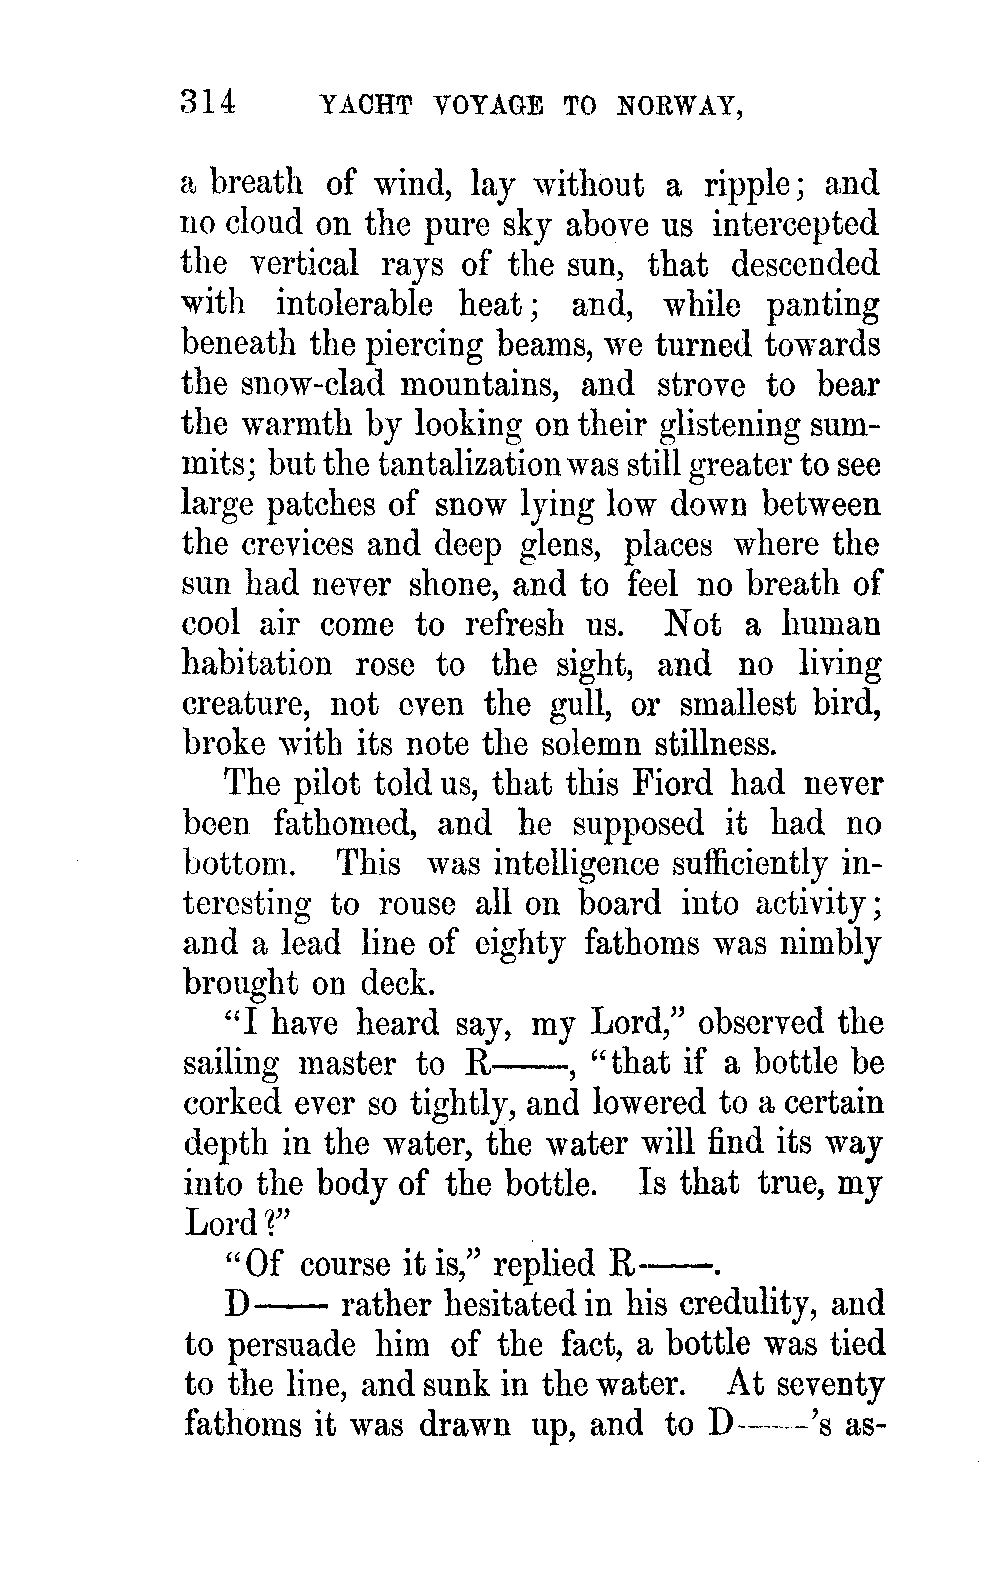 314 YACHT VOYAGE TO NORWAY,
a breath of wind, lay without a ripple; and
no cloud on the pure sky above us intercepted
the vertical rays of the sun, that descended
with intolerable heat; and, while panting
beneath the piercing beams, we turned towards
the snow-clad mountains, and strove to bear
the warmth by looking on their glistening sum-
mits; but the tantalization was still greater to see
large patches of snow lying low down between
the crevices and deep glens, places where the
sun had never shone, and to feel no breath of
cool air come to refresh us. Not a human
habitation rose to the sight, and no living
creature, not even the gull, or smallest bird,
broke with its note the solemn stillness.
The pilot told us, that this Fiord had never
been fathomed, and he supposed it had no
bottom. This was intelligence sufficiently in-
teresting to rouse all on board into activity;
and a lead line of eighty fathoms was nimbly
brought on deck.
“I have heard say, my Lord,” observed the
sailing master to R——, “that if a bottle be
corked ever so tightly, and lowered to a certain
depth in the water, the water will find its way
into the body of the bottle. Is that true, my
Lord?”
“Of course it is,” replied R——.
D—— rather hesitated in his credulity, and
to persuade him of the fact, a bottle was tied
to the line, and sunk in the water. At seventy
fathoms it was drawn up, and to D——’s as-